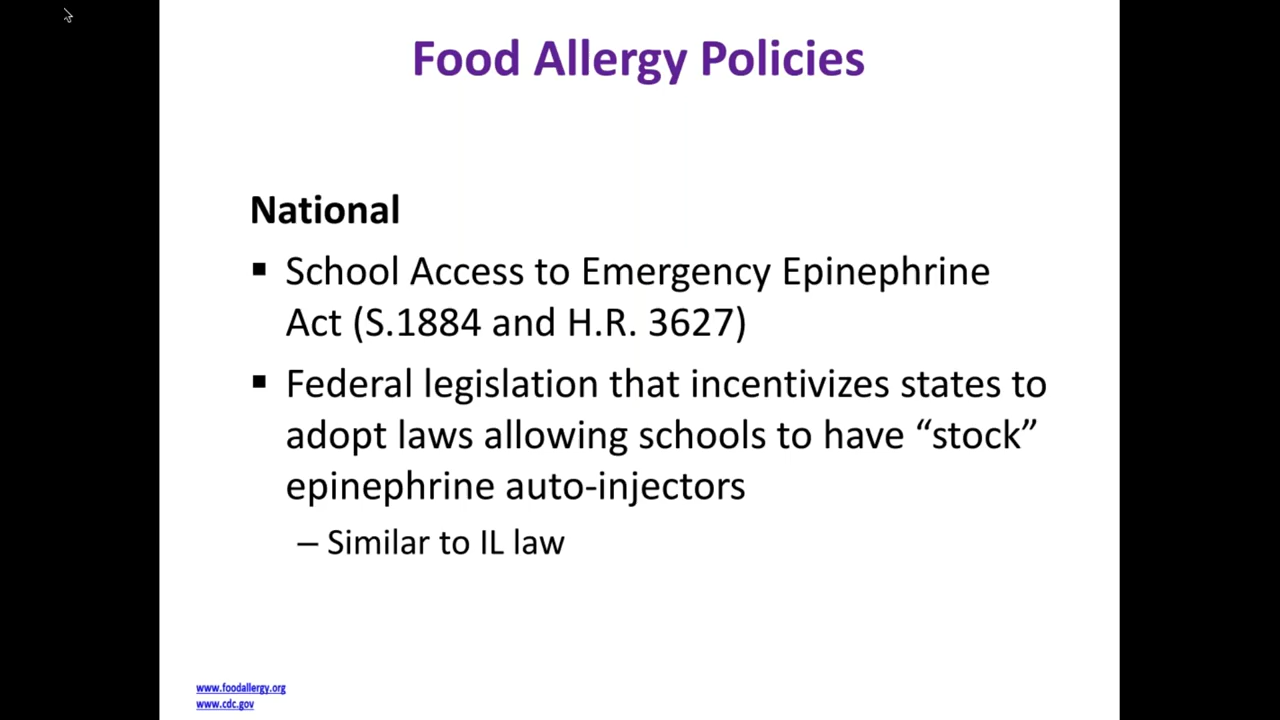 Food Allergy Policies
National
▪ School Access to Emergency Epinephrine
Act (S.1884 and H.R. 3627)
▪ Federal legislation that incentivizes states to
adopt laws allowing schools to have “stock”
epinephrine auto-injectors
– Similar to IL law
www.foodallergy.org
www.cdc.gov